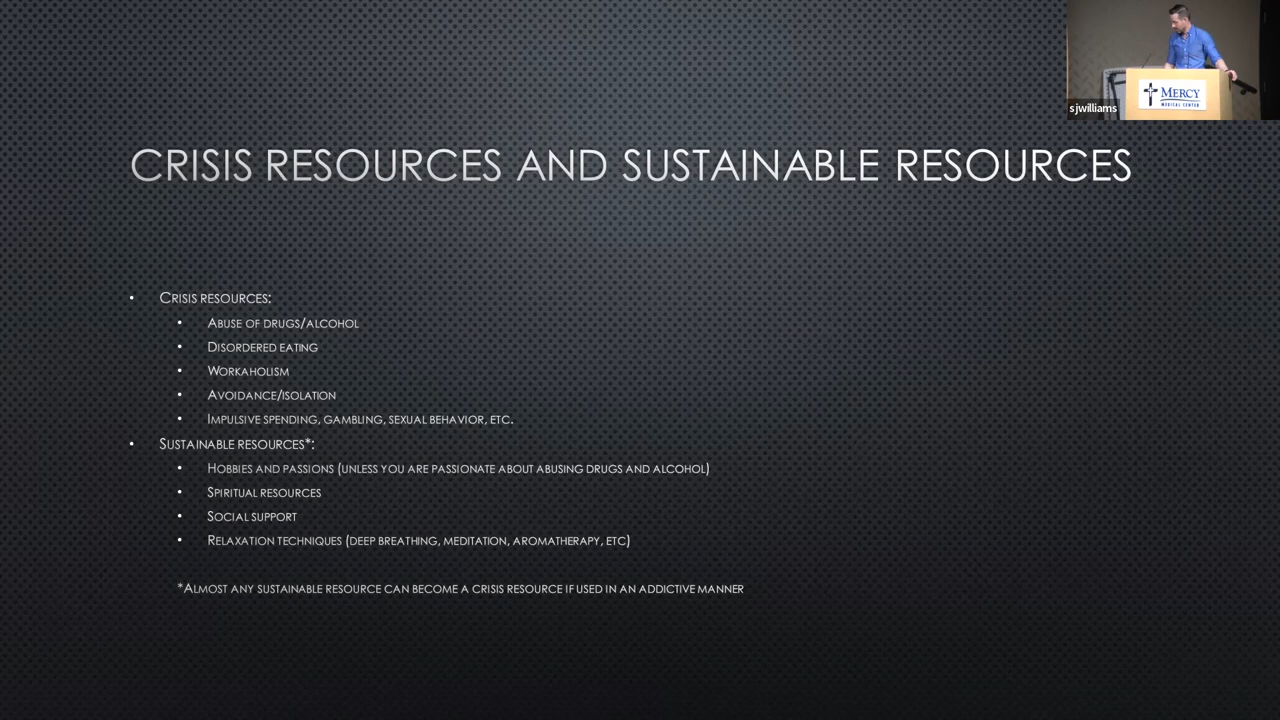 sjwilliams
MERCY
MEDICAL CENTER
CRISIS RESOURCES AND SUSTAINABLE RESOURCES
• CRISIS RESOURCES:
• ABUSE OF DRUGS/ALCOHOL
• DISORDERED EATING
• WORKAHOLISM
• AVOIDANCE/ISOLATION
• IMPULSIVE SPENDING, GAMBLING, SEXUAL BEHAVIOR, ETC.
• SUSTAINABLE RESOURCES*:
• HOBBIES AND PASSIONS (UNLESS YOU ARE PASSIONATE ABOUT ABUSING DRUGS AND ALCOHOL)
• SPIRITUAL RESOURCES
• SOCIAL SUPPORT
• RELAXATION TECHNIQUES (DEEP BREATHING, MEDITATION, AROMATHERAPY, ETC)
*ALMOST ANY SUSTAINABLE RESOURCE CAN BECOME A CRISIS RESOURCE IF USED IN AN ADDICTIVE MANNER